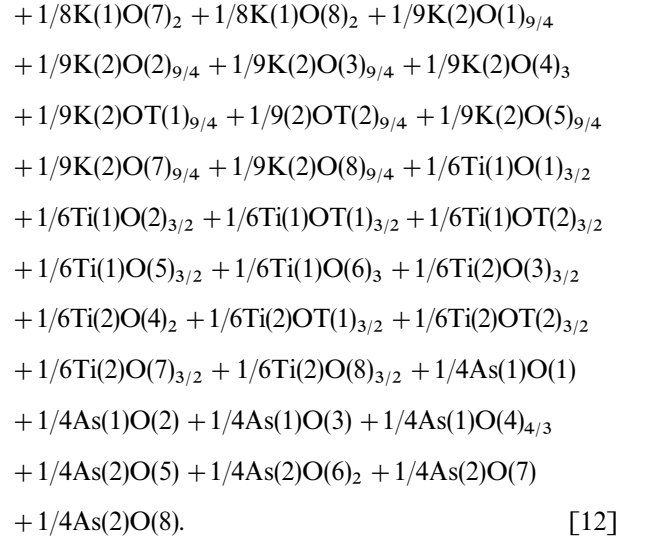 +1/8K(1)O(7)₂ +1/8K(1)O(8)₂ +1/9K(2)O(1)₉/₄
+1/9K(2)O(2)₉/₄ +1/9K(2)O(3)₉/₄ +1/9K(2)O(4)₃
+1/9K(2)OT(1)₉/₄ +1/9(2)OT(2)₉/₄ +1/9K(2)O(5)₉/₄
+1/9K(2)O(7)₉/₄ +1/9K(2)O(8)₉/₄ +1/6Ti(1)O(1)₃/₂
+1/6Ti(1)O(2)₃/₂ +1/6Ti(1)OT(1)₃/₂ +1/6Ti(1)OT(2)₃/₂
+1/6Ti(1)O(5)₃/₂ +1/6Ti(1)O(6)₃ +1/6Ti(2)O(3)₃/₂
+1/6Ti(2)O(4)₂ +1/6Ti(2)OT(1)₃/₂ +1/6Ti(2)OT(2)₃/₂
+1/6Ti(2)O(7)₃/₂ +1/6Ti(2)O(8)₃/₂ +1/4As(1)O(1)
+1/4As(1)O(2) +1/4As(1)O(3) +1/4As(1)O(4)₄/₃
+1/4As(2)O(5) +1/4As(2)O(6)₂ +1/4As(2)O(7)
+1/4As(2)O(8). [12]